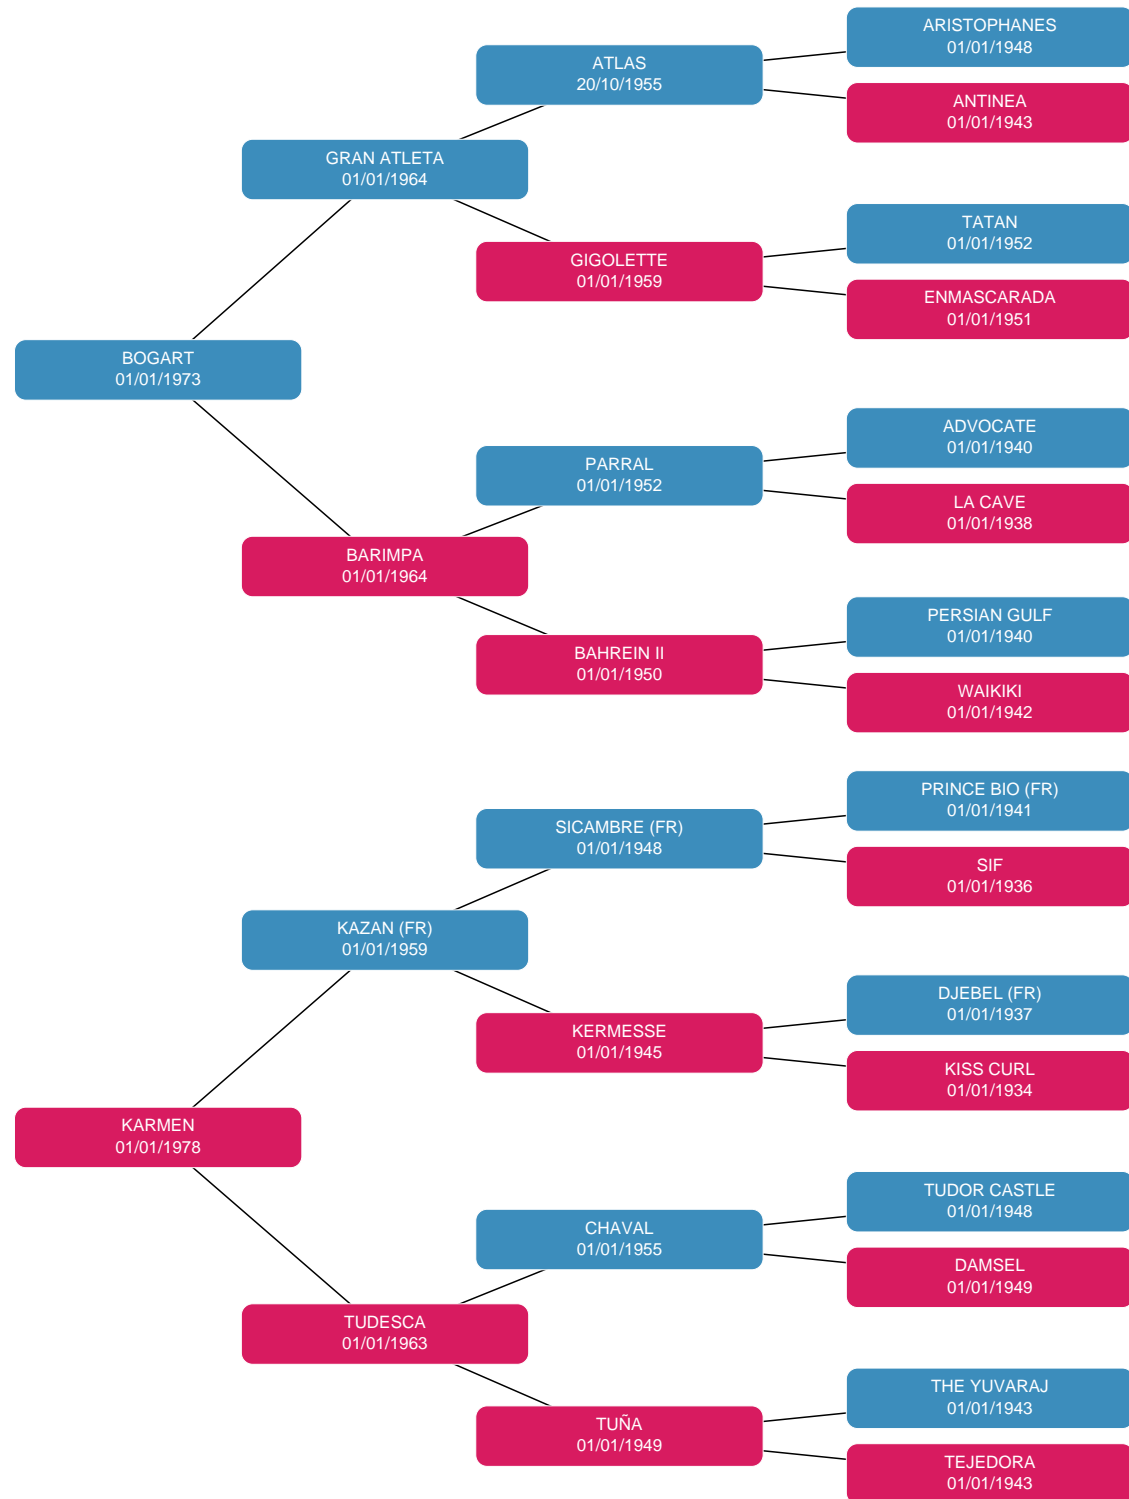 ARISTOPHANES
01/01/1948
ATLAS
20/10/1955
ANTINEA
01/01/1943
GRAN ATLETA
01/01/1964
TATAN
01/01/1952
GIGOLETTE
01/01/1959
ENMASCARADA
01/01/1951
BOGART
01/01/1973
ADVOCATE
01/01/1940
PARRAL
01/01/1952
LA CAVE
01/01/1938
BARIMPA
01/01/1964
PERSIAN GULF
01/01/1940
BAHREIN II
01/01/1950
WAIKIKI
01/01/1942
PRINCE BIO (FR)
01/01/1941
SICAMBRE (FR)
01/01/1948
SIF
01/01/1936
KAZAN (FR)
01/01/1959
DJEBEL (FR)
01/01/1937
KERMESSE
01/01/1945
KISS CURL
01/01/1934
KARMEN
01/01/1978
TUDOR CASTLE
01/01/1948
CHAVAL
01/01/1955
DAMSEL
01/01/1949
TUDESCA
01/01/1963
THE YUVARAJ
01/01/1943
TUÑA
01/01/1949
TEJEDORA
01/01/1943